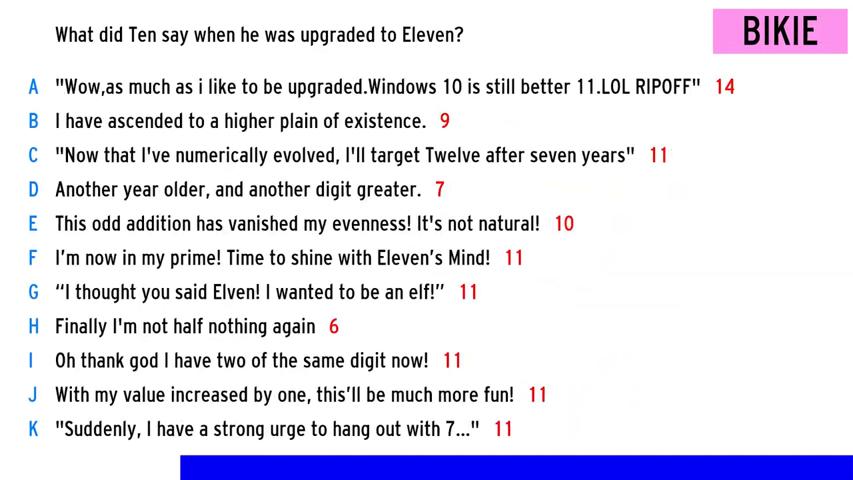 What did Ten say when he was upgraded to Eleven?
BIKIE
A "Wow,as much as i like to be upgraded.Windows 10 is still better 11.LOL RIPOFF" 14
B I have ascended to a higher plain of existence. 9
C "Now that I've numerically evolved, I'll target Twelve after seven years" 11
D Another year older, and another digit greater. 7
E This odd addition has vanished my evenness! It's not natural! 10
F I’m now in my prime! Time to shine with Eleven’s Mind! 11
G “I thought you said Elven! I wanted to be an elf!” 11
H Finally I'm not half nothing again 6
I Oh thank god I have two of the same digit now! 11
J With my value increased by one, this’ll be much more fun! 11
K "Suddenly, I have a strong urge to hang out with 7..." 11